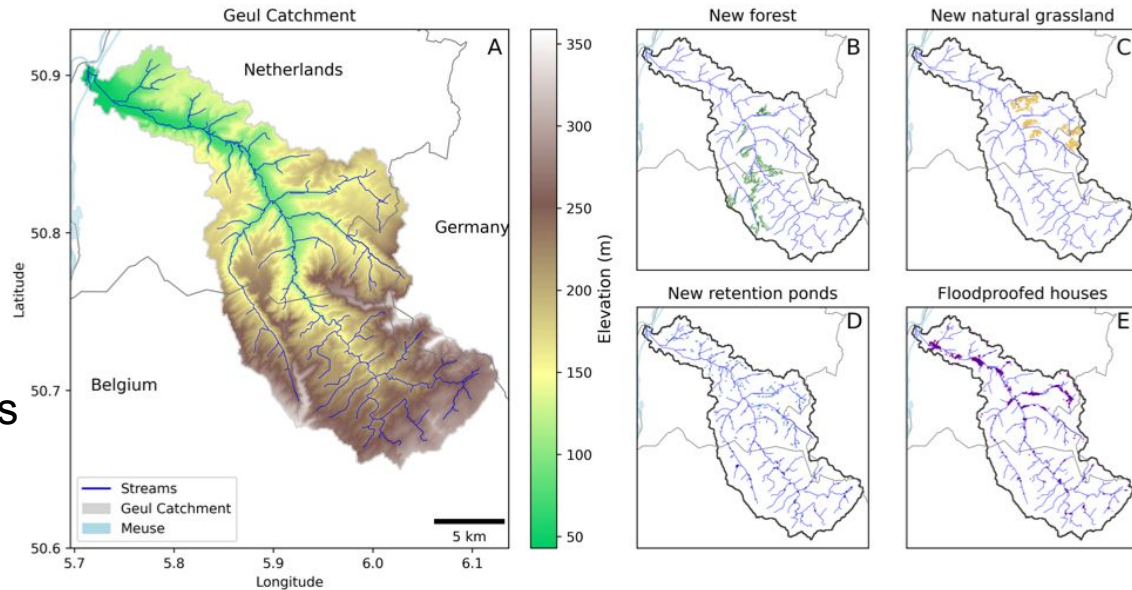 Geul Catchment
A
Netherlands
Germany
Belgium
50.9
50.8
50.7
50.6
Latitude
5.7
5.8
5.9
6.0
6.1
Longitude
Streams
Geul Catchment
Meuse
5 km
350
300
250
200
150
100
50
Elevation (m)
New forest
B
New natural grassland
C
New retention ponds
D
Floodproofed houses
E
s